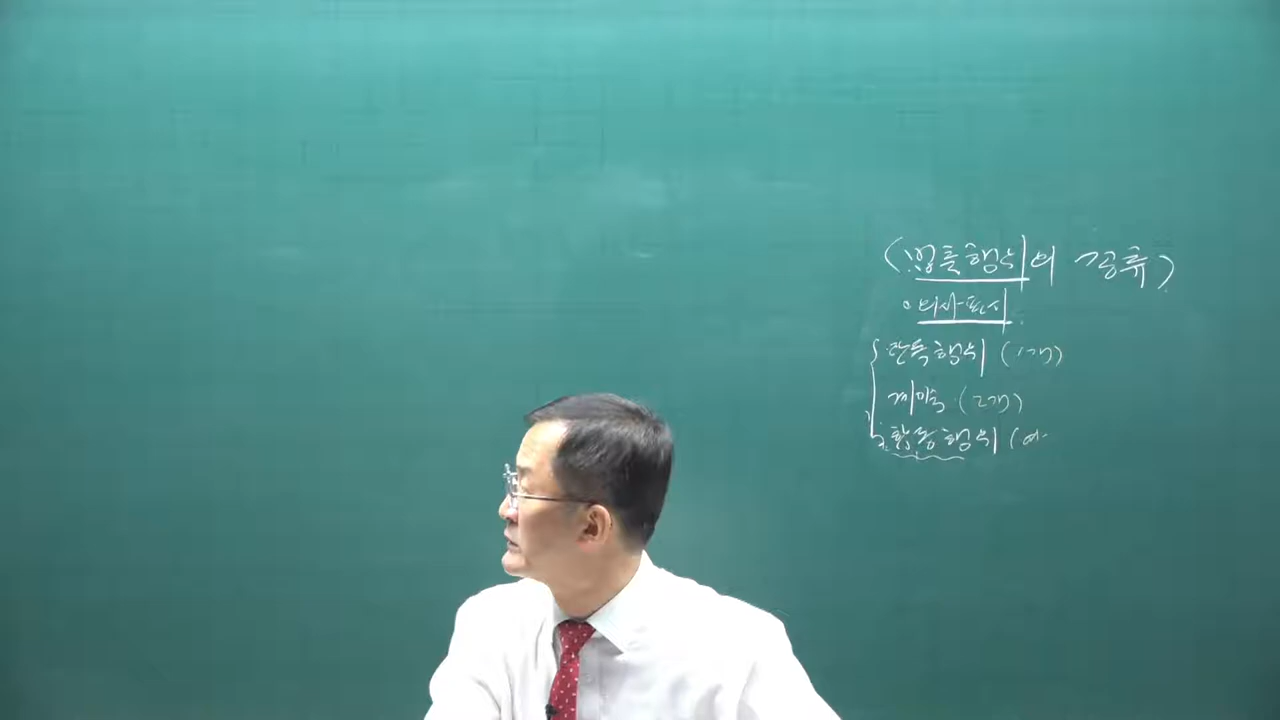 (법률행위의 종류)
의사표시
단독행위 (1개)
계약 (2개)
합동행위 (여